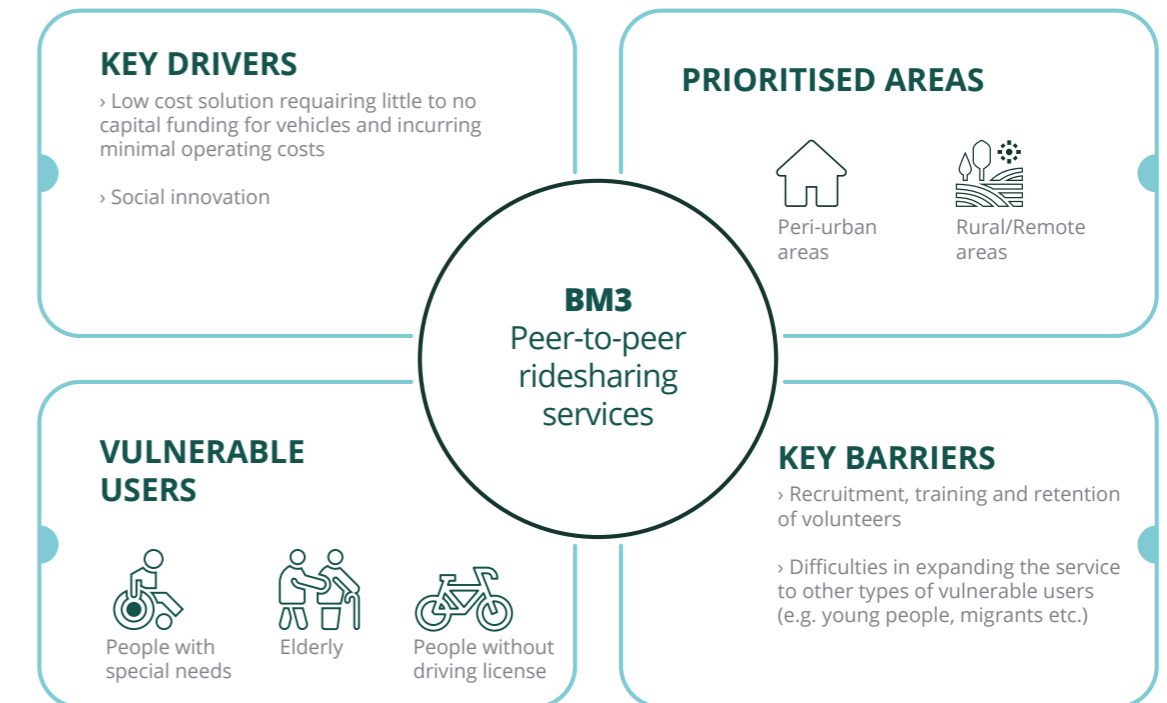 KEY DRIVERS
› Low cost solution requairing little to no
capital funding for vehicles and incurring
minimal operating costs
› Social innovation
PRIORITISED AREAS
Peri-urban
areas
Rural/Remote
areas
BM3
Peer-to-peer
ridesharing
services
VULNERABLE
USERS
People with
special needs
Elderly
People without
driving license
KEY BARRIERS
› Recruitment, training and retention
of volunteers
› Difficulties in expanding the service
to other types of vulnerable users
(e.g. young people, migrants etc.)